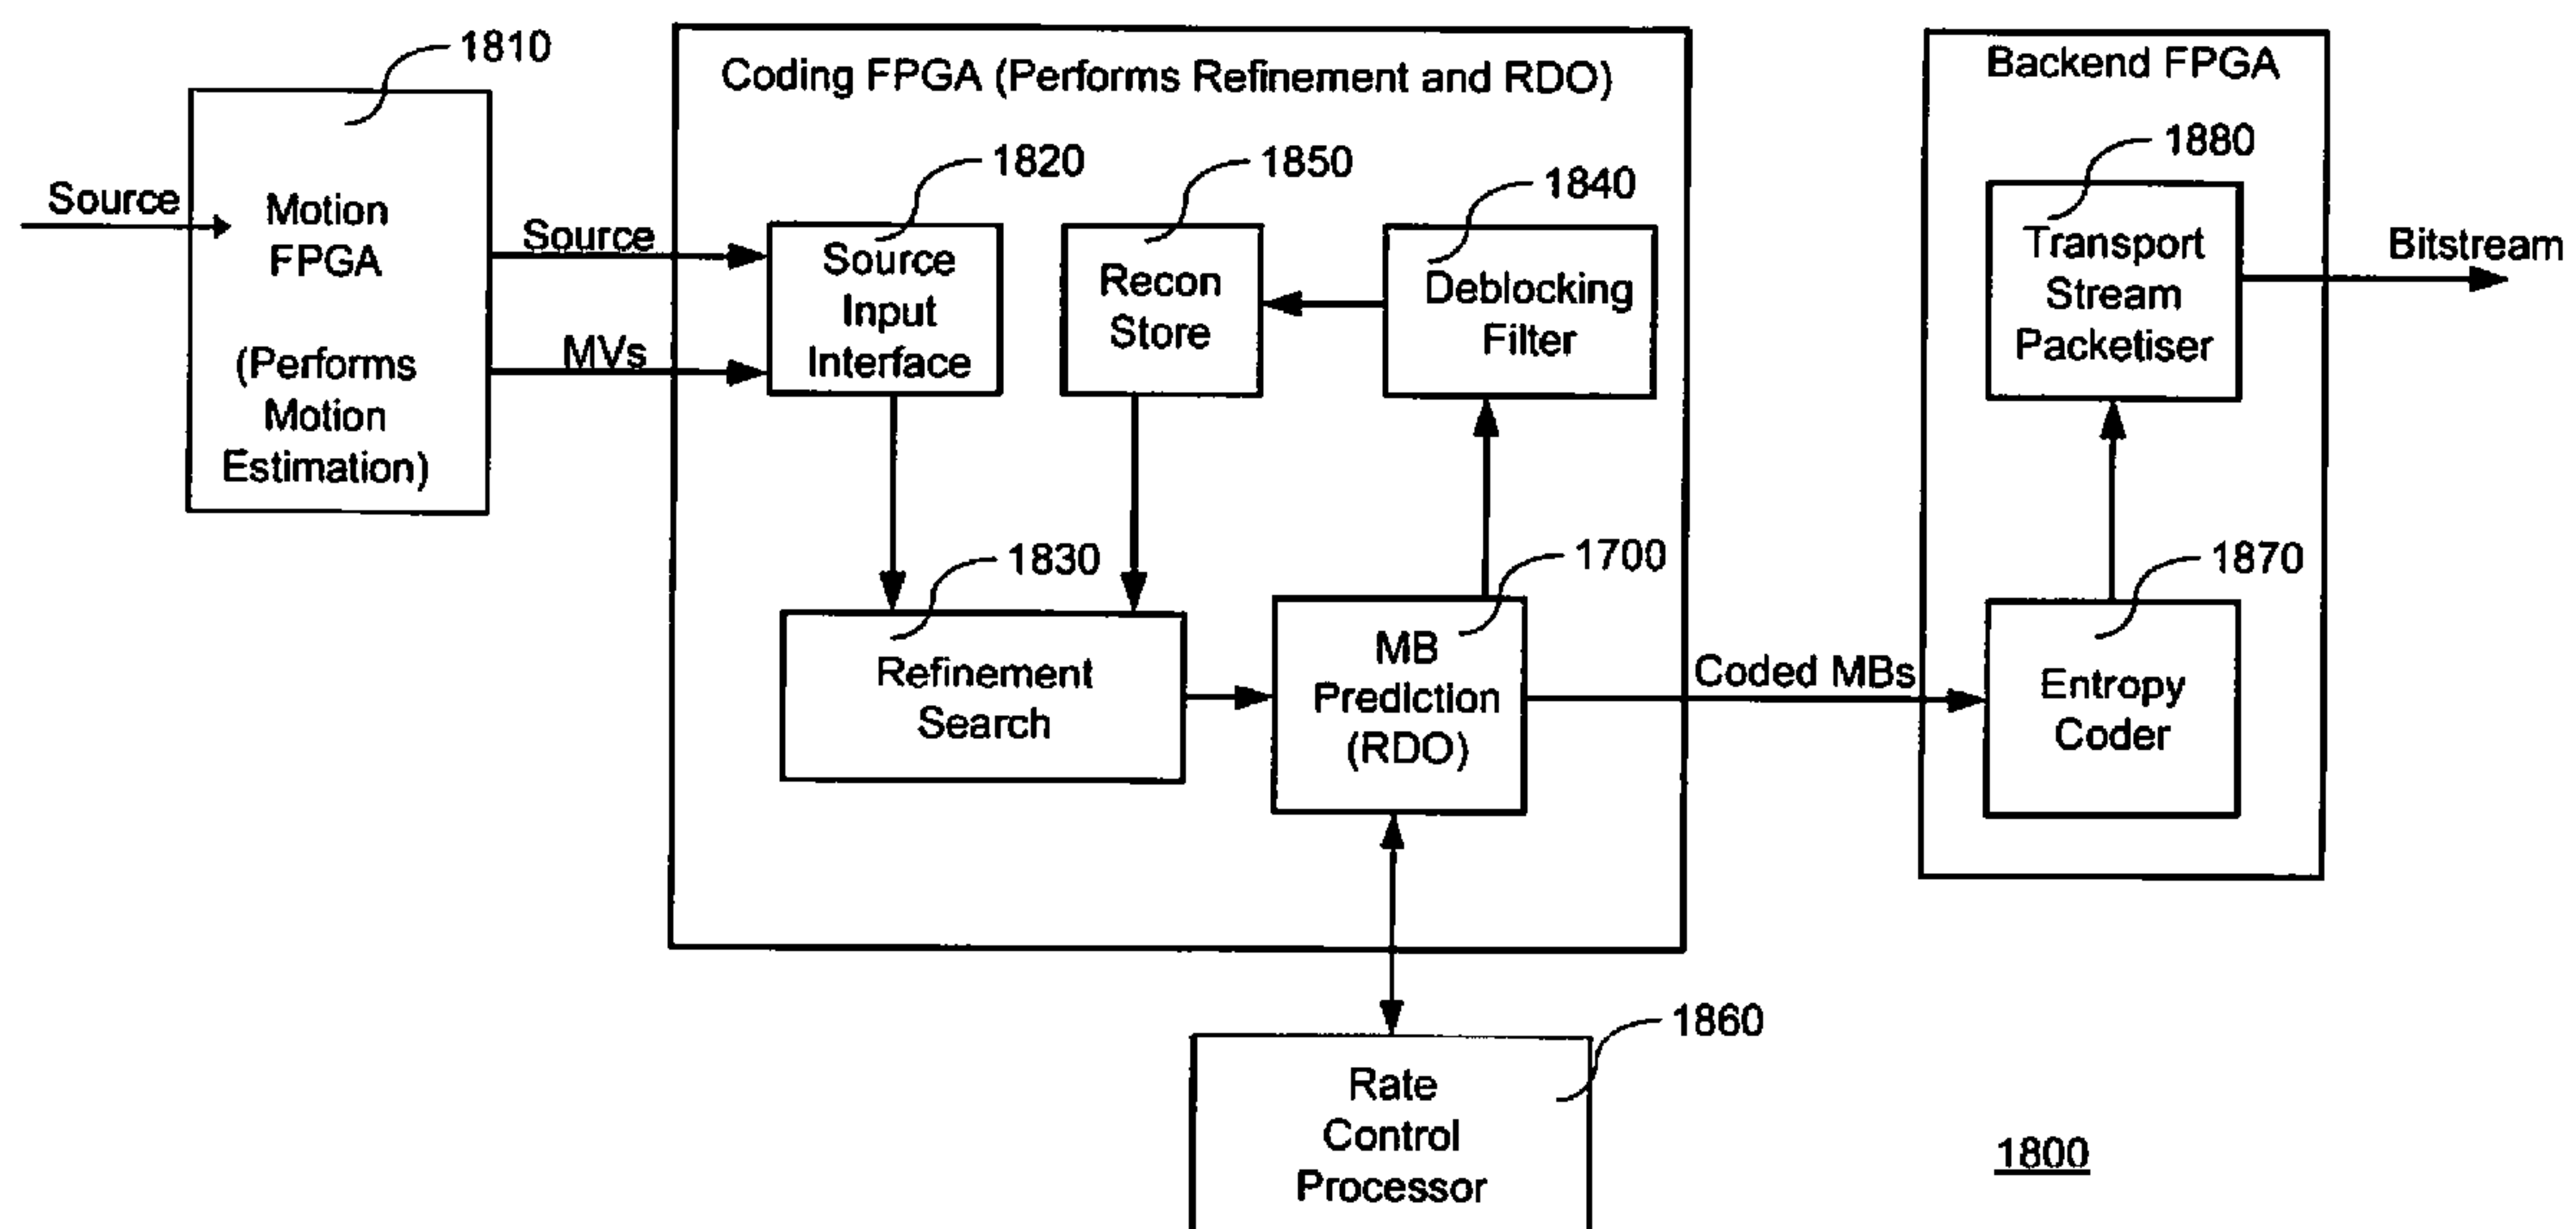 1810
Source
Motion
FPGA
(Performs
Motion
Estimation)
Source
MVs
Coding FPGA (Performs Refinement and RDO)
1820
Source
Input
Interface
1850
Recon
Store
1840
Deblocking
Filter
1830
Refinement
Search
1700
MB
Prediction
(RDO)
Coded MBs
Backend FPGA
1880
Transport
Stream
Packetiser
Bitstream
1870
Entropy
Coder
1860
Rate
Control
Processor
1800